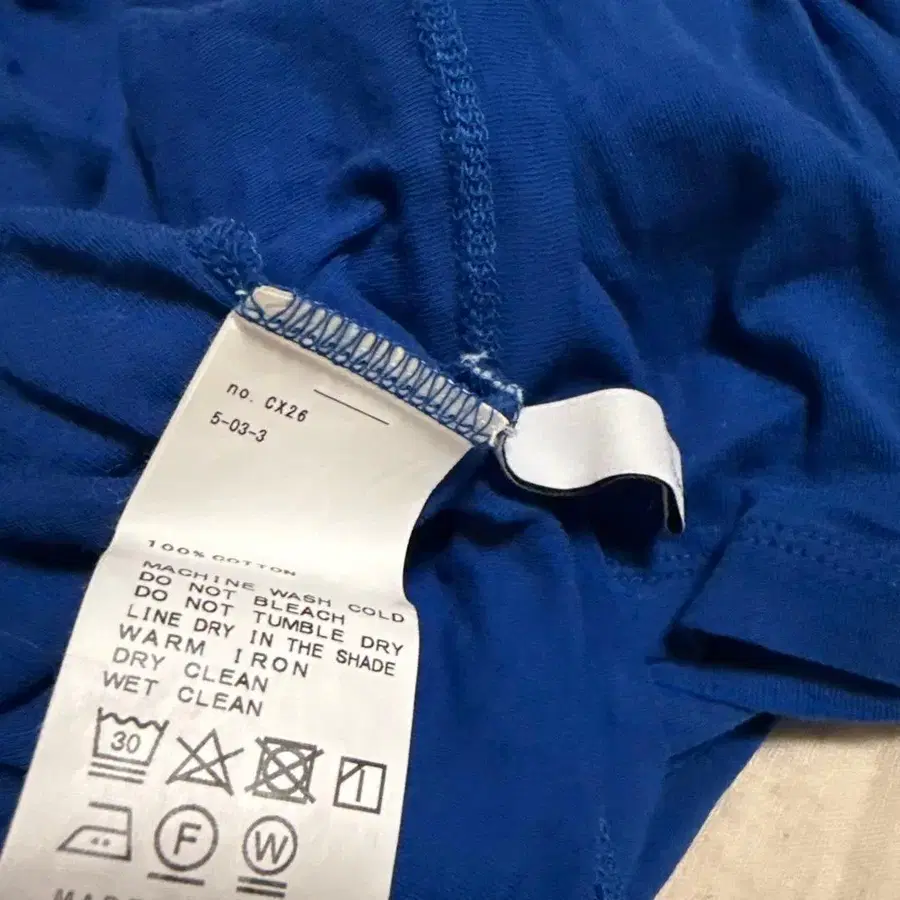 no. CX26
5-03-3
100% COTTON
MACHINE WASH COLD
DO NOT BLEACH
DO NOT TUMBLE DRY
LINE DRY IN THE SHADE
WARM IRON
DRY CLEAN
WET CLEAN
30
F
W